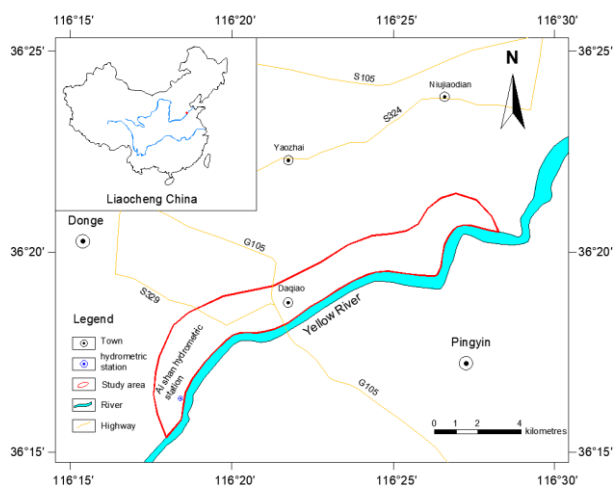 116°15' 116°20' 116°25' 116°30'
36°25' 36°25'
S105
N
Niujiaodian
S324
Yaozhai
Liaocheng China
Donge
G105
36°20' 36°20'
S329
Daqiao
Yellow River
Legend
Town
hydrometric
station
Study area
River
Highway
Ai shan hydrometric
station
Pingyin
G105
0 1 2 4
kilometres
36°15' 36°15'
116°15' 116°20' 116°25' 116°30'